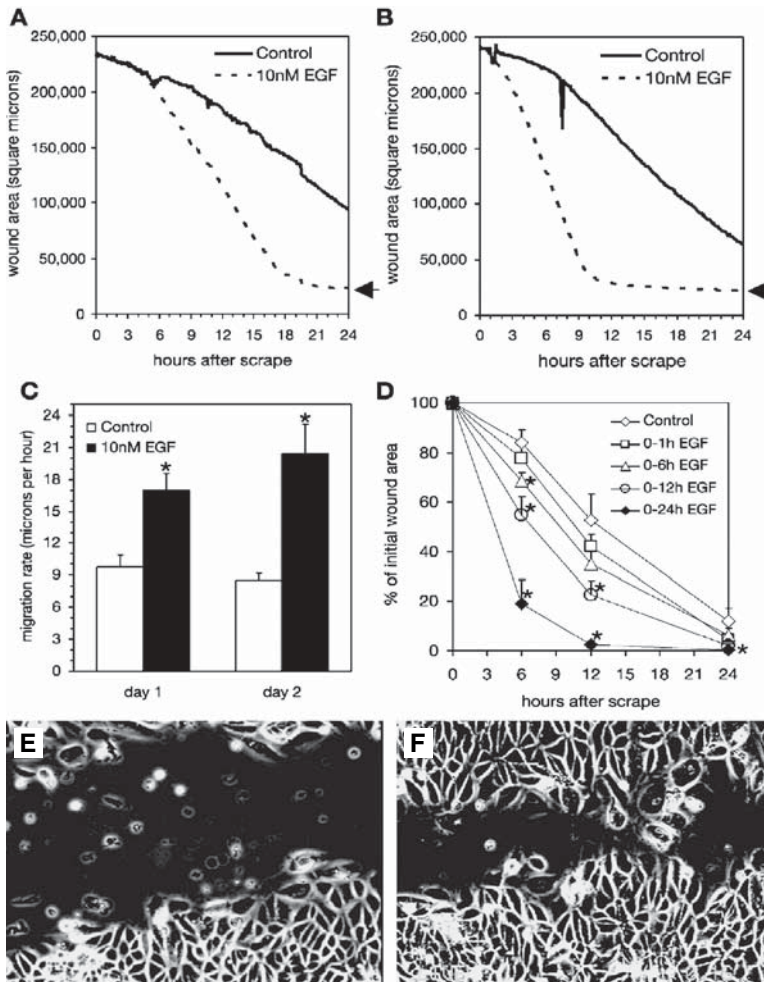 A
wound area (square microns)
250,000
200,000
150,000
100,000
50,000
0
Control
10nM EGF
0 3 6 9 12 15 18 21 24
hours after scrape
B
wound area (square microns)
250,000
200,000
150,000
100,000
50,000
0
Control
10nM EGF
0 3 6 9 12 15 18 21 24
hours after scrape
C
migration rate (microns per hour)
24
21
18
15
12
9
6
3
0
Control
10nM EGF
*
*
day 1 day 2
D
% of initial wound area
100
80
60
40
20
0
Control
0-1h EGF
0-6h EGF
0-12h EGF
0-24h EGF
*
*
*
*
*
*
0 3 6 9 12 15 18 21 24
hours after scrape
E
F